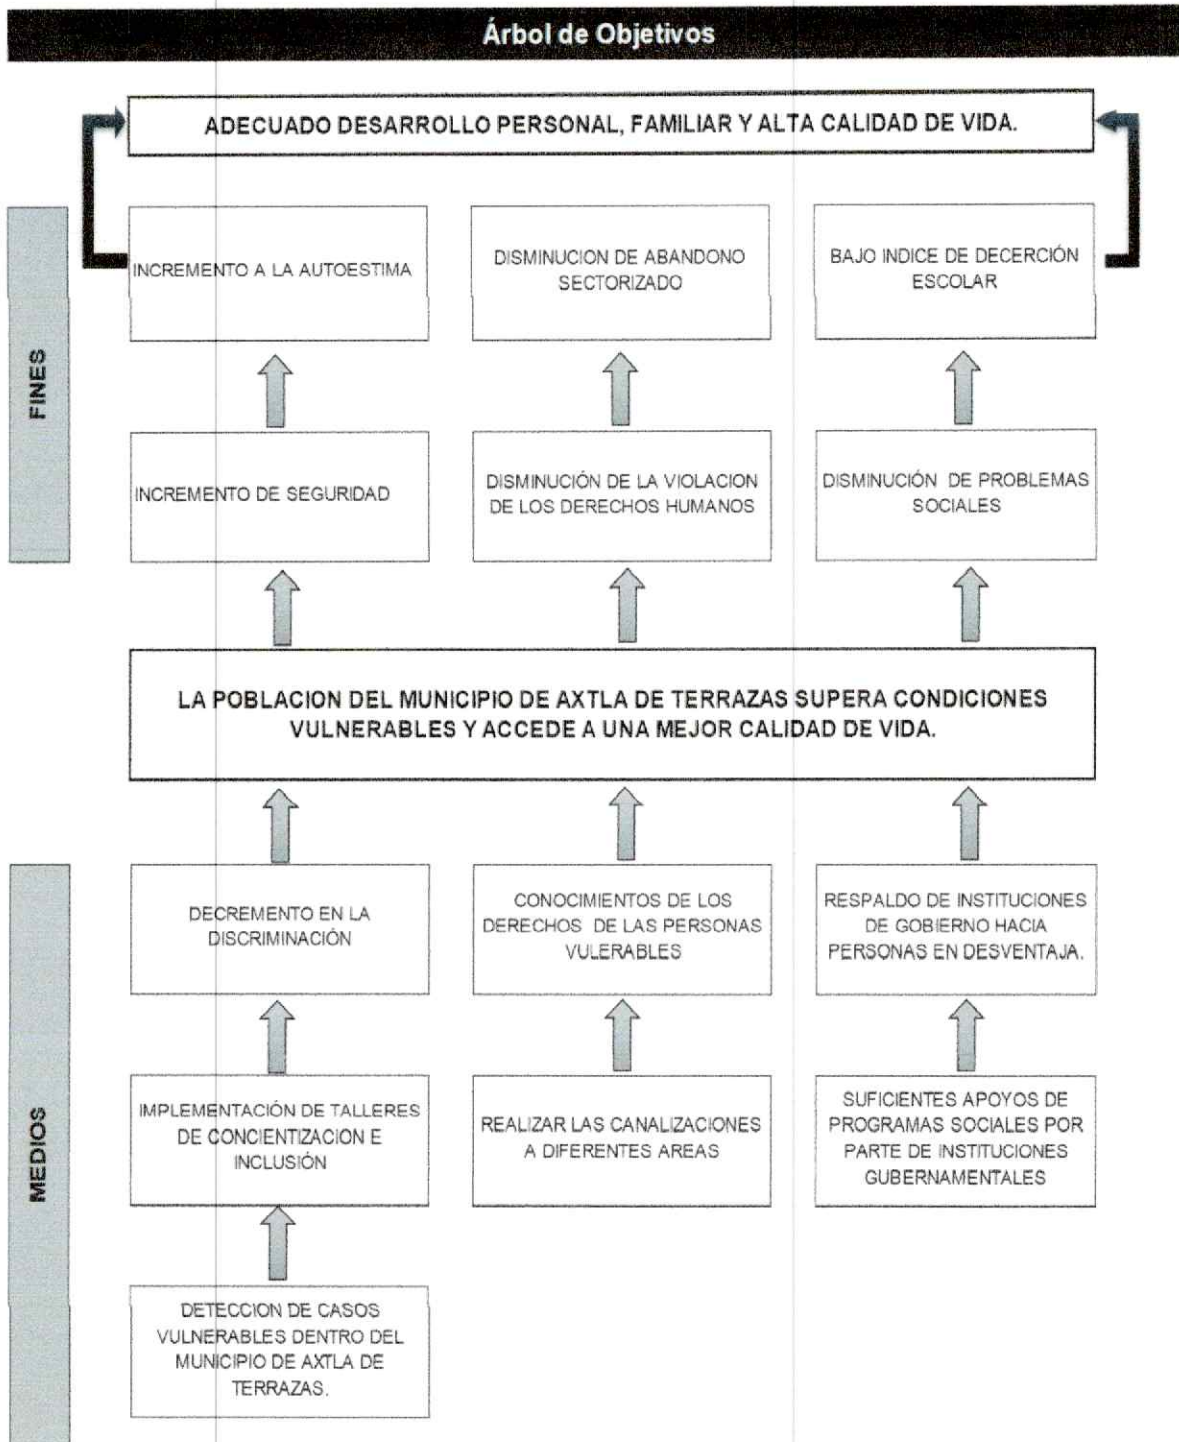 Árbol de Objetivos
ADECUADO DESARROLLO PERSONAL, FAMILIAR Y ALTA CALIDAD DE VIDA.
FINES
INCREMENTO A LA AUTOESTIMA
DISMINUCION DE ABANDONO
SECTORIZADO
BAJO INDICE DE DECERCIÓN
ESCOLAR
INCREMENTO DE SEGURIDAD
DISMINUCIÓN DE LA VIOLACION
DE LOS DERECHOS HUMANOS
DISMINUCIÓN DE PROBLEMAS
SOCIALES
LA POBLACION DEL MUNICIPIO DE AXTLA DE TERRAZAS SUPERA CONDICIONES
VULNERABLES Y ACCEDE A UNA MEJOR CALIDAD DE VIDA.
MEDIOS
DECREMENTO EN LA
DISCRIMINACIÓN
CONOCIMIENTOS DE LOS
DERECHOS DE LAS PERSONAS
VULERABLES
RESPALDO DE INSTITUCIONES
DE GOBIERNO HACIA
PERSONAS EN DESVENTAJA.
IMPLEMENTACIÓN DE TALLERES
DE CONCIENTIZACION E
INCLUSIÓN
REALIZAR LAS CANALIZACIONES
A DIFERENTES AREAS
SUFICIENTES APOYOS DE
PROGRAMAS SOCIALES POR
PARTE DE INSTITUCIONES
GUBERNAMENTALES
DETECCION DE CASOS
VULNERABLES DENTRO DEL
MUNICIPIO DE AXTLA DE
TERRAZAS.